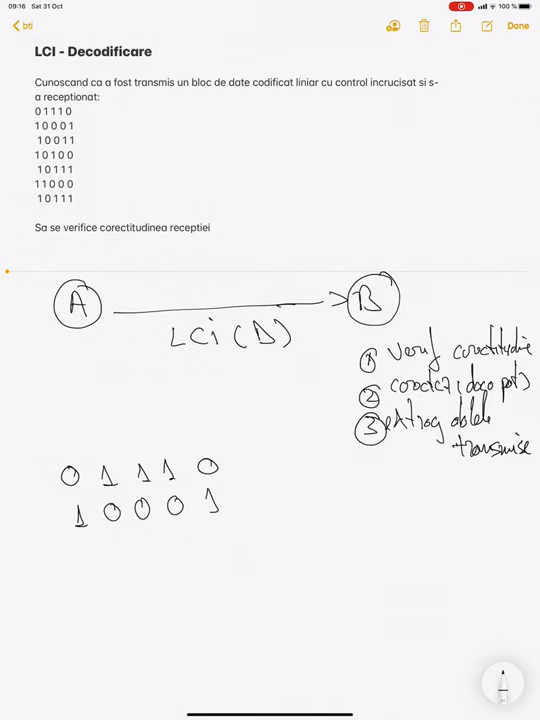 09:16 Sat 31 Oct
100 %
bti
Done
LCI - Decodificare
Cunoscand ca a fost transmis un bloc de date codificat liniar cu control incrucisat si s-
a receptionat:
0 1 1 1 0
1 0 0 0 1
1 0 0 1 1
1 0 1 0 0
1 0 1 1 1
1 1 0 0 0
1 0 1 1 1
Sa se verifice corectitudinea receptiei
A
B
LCi (D)
1 Verif corectitudine
2
3 extrag datele
transmise
0 1 1 1 0
1 0 0 0 1